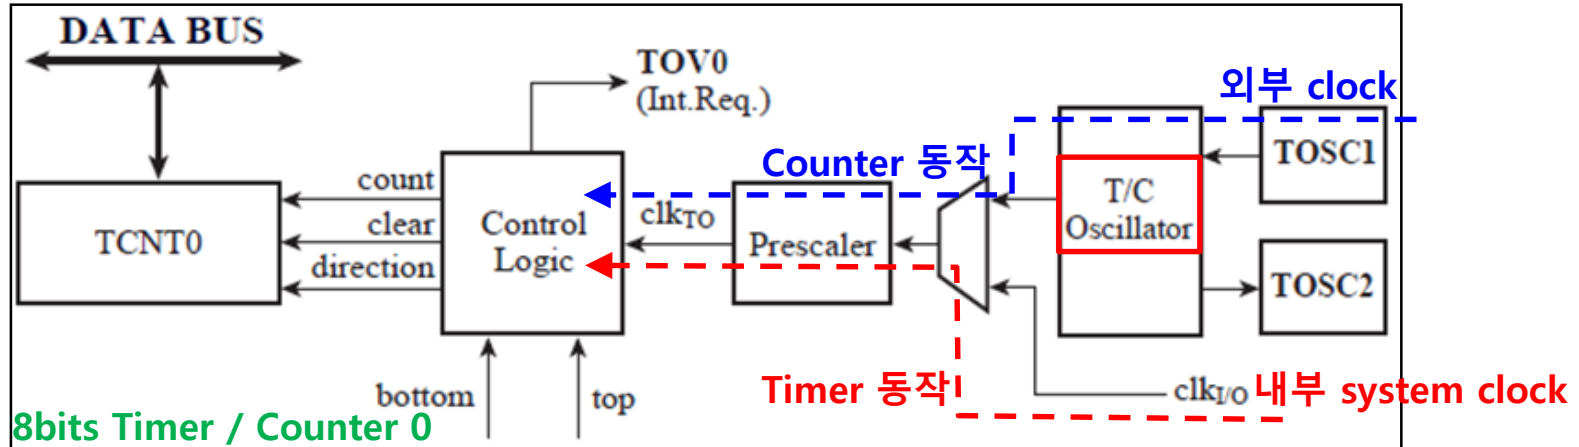 DATA BUS
TOV0
(Int.Req.)
외부 clock
Counter 동작
TOSC1
count
clear
direction
TCNT0
Control
Logic
clkTO
Prescaler
T/C
Oscillator
TOSC2
bottom
top
Timer 동작
clkI/O 내부 system clock
8bits Timer / Counter 0